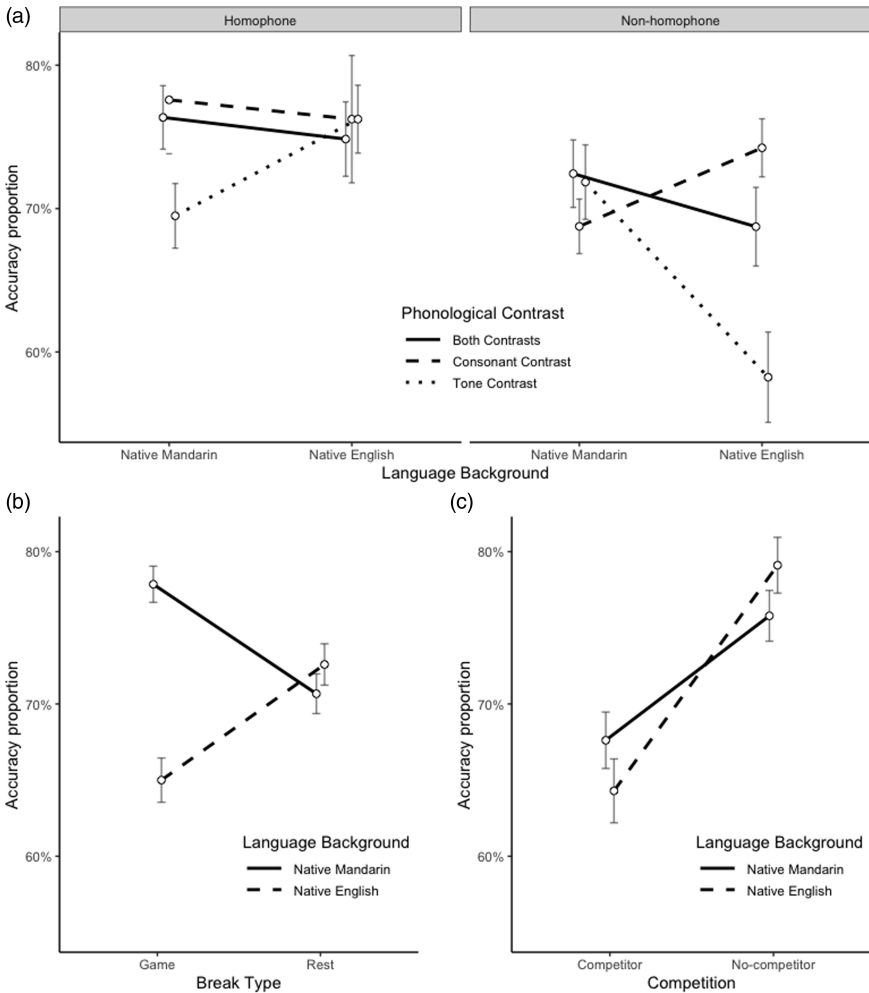 (a)
Homophone
Non-homophone
80%
70%
60%
Accuracy proportion
Phonological Contrast
Both Contrasts
Consonant Contrast
Tone Contrast
Native Mandarin
Native English
Native Mandarin
Native English
Language Background
(b)
80%
70%
60%
Accuracy proportion
Language Background
Native Mandarin
Native English
Game
Rest
Break Type
(c)
80%
70%
60%
Accuracy proportion
Language Background
Native Mandarin
Native English
Competitor
No-competitor
Competition